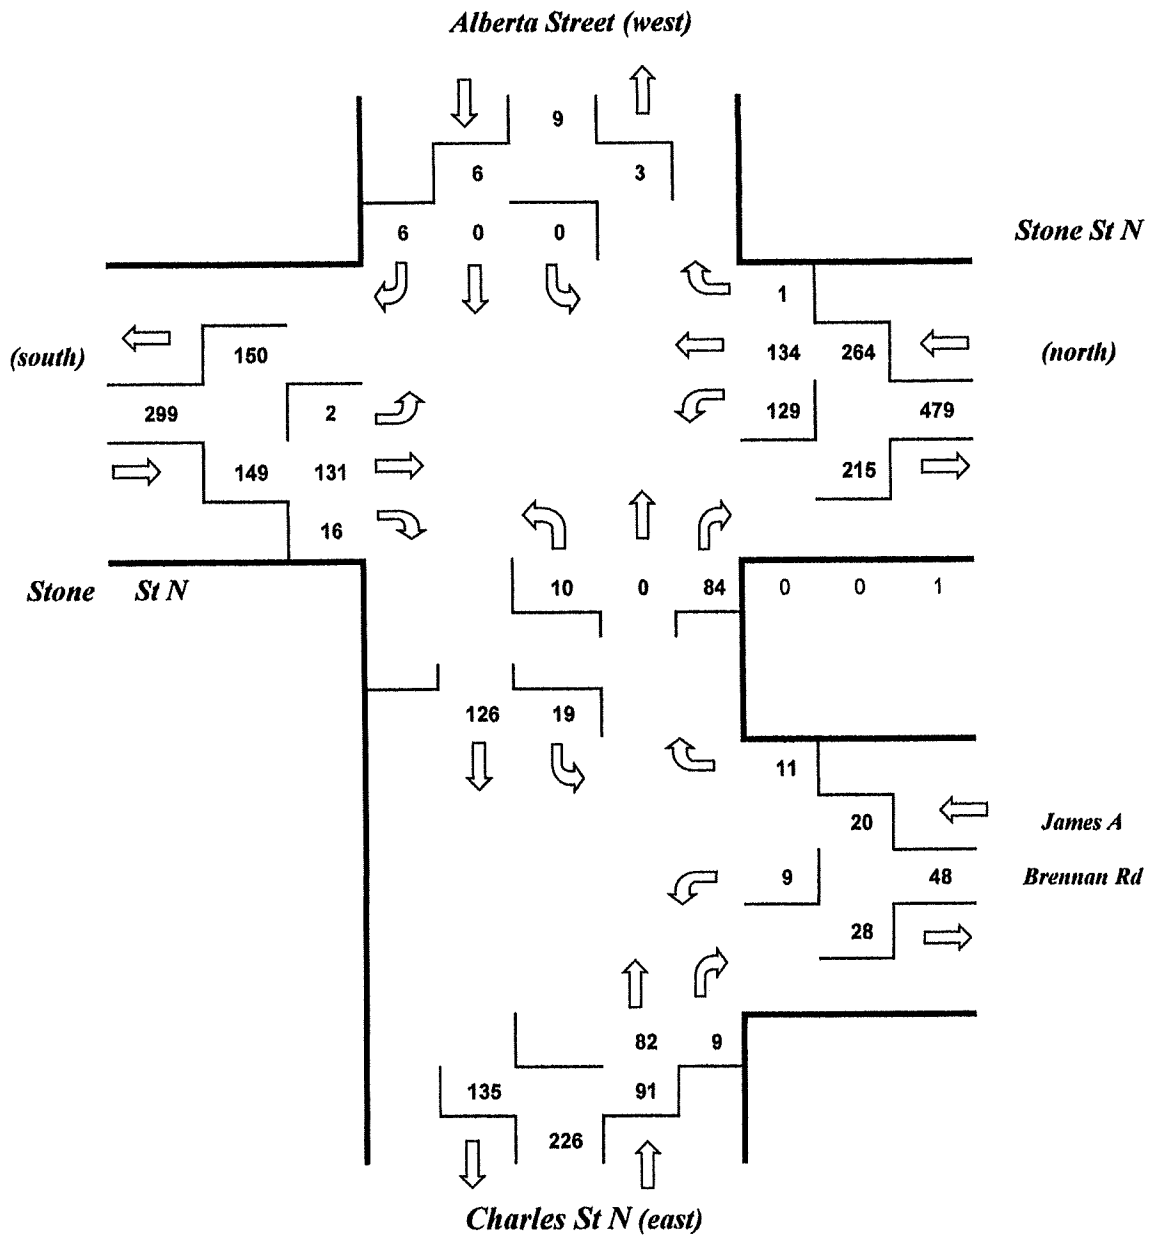 Alberta Street (west)
9
6 3
6 0 0
Stone St N
1
(south) 150 134 264 (north)
299 2 129 479
149 131 215
16
Stone St N
10 0 84 0 0 1
126 19
11
20 James A
9 48 Brennan Rd
28
82 9
135 91
226
Charles St N (east)